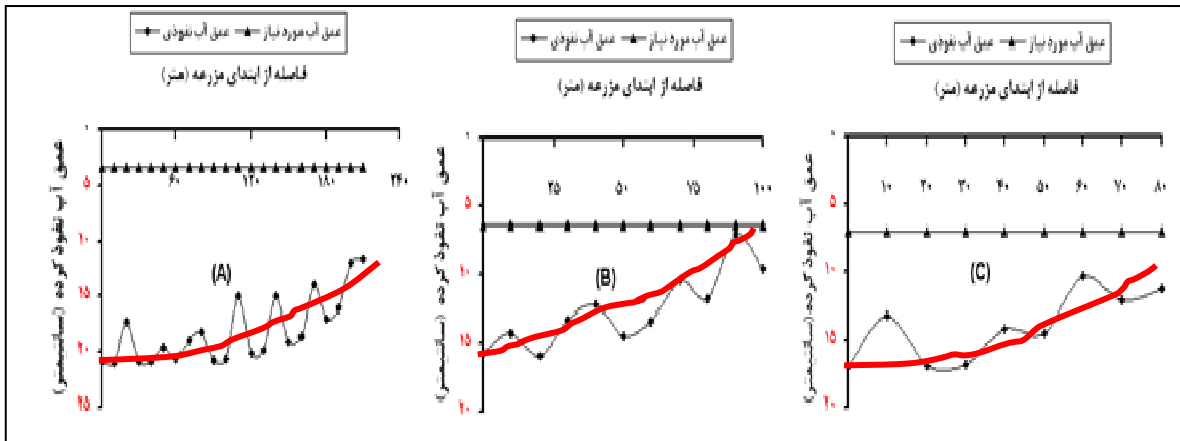 عمق آب نفوذی عمق آب مورد نیاز
فاصله از ابتدای مزرعه (متر)
عمق آب نفوذ کرده (سانتیمتر)
۰
۶۰ ۱۲۰ ۱۸۰ ۲۴۰
۵
۱۰
(A)
۱۵
۲۰
۲۵
عمق آب نفوذی عمق آب مورد نیاز
فاصله از ابتدای مزرعه (متر)
عمق آب نفوذ کرده (سانتیمتر)
۰
۲۵ ۵۰ ۷۵ ۱۰۰
۵
۱۰
(B)
۱۵
۲۰
عمق آب نفوذی عمق آب مورد نیاز
فاصله از ابتدای مزرعه (متر)
عمق آب نفوذ کرده (سانتیمتر)
۰
۱۰ ۲۰ ۳۰ ۴۰ ۵۰ ۶۰ ۷۰ ۸۰
۵
۱۰
(C)
۱۵
۲۰